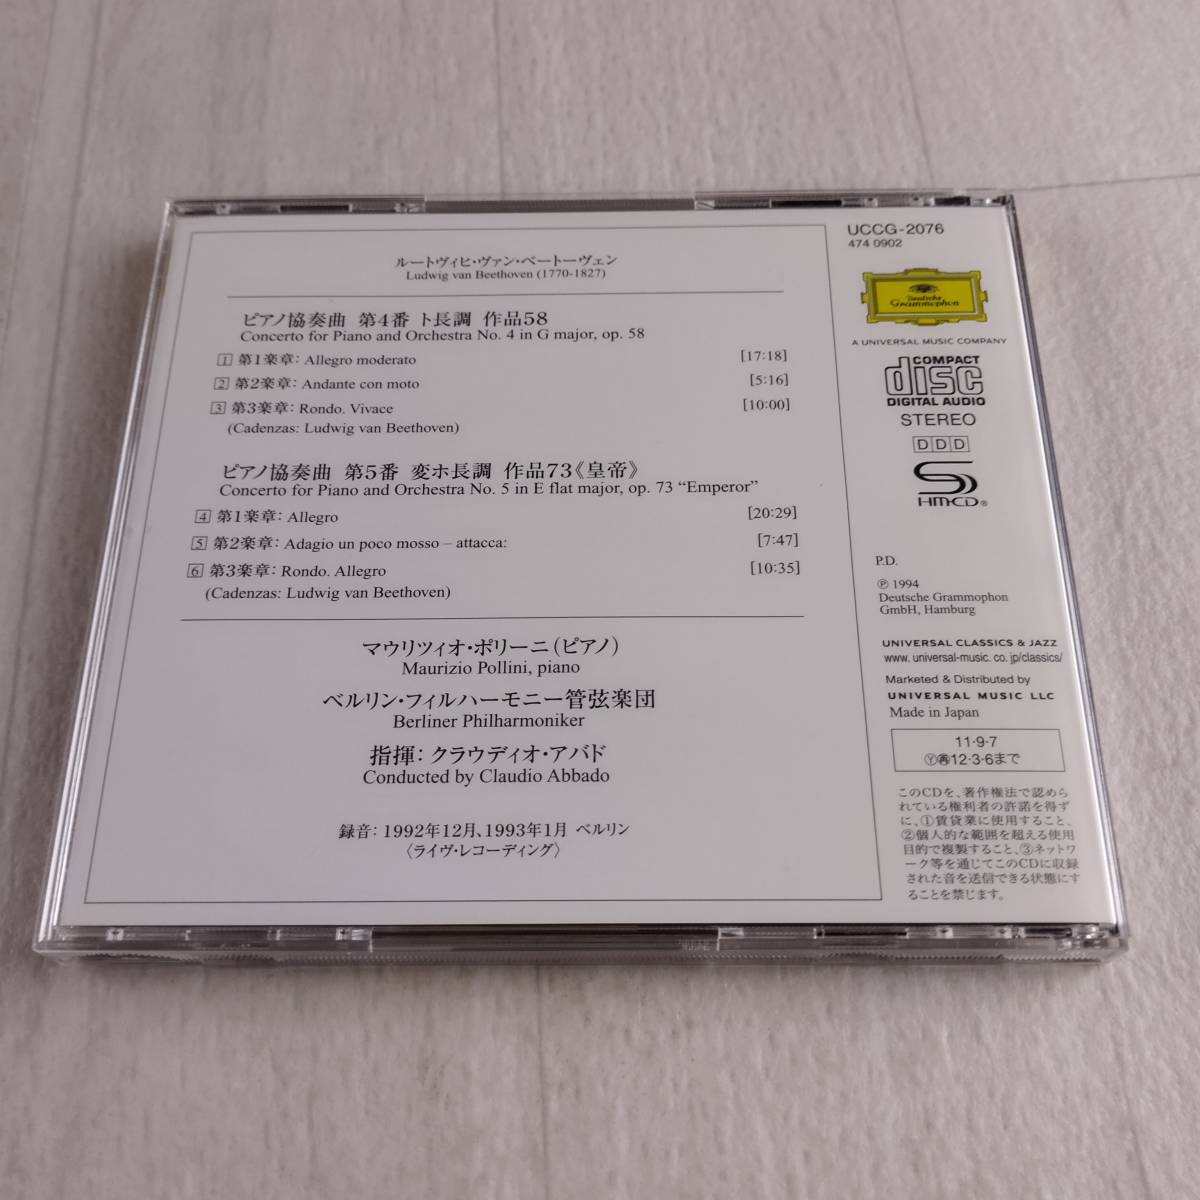 ルートヴィヒ・ヴァン・ベートーヴェン
Ludwig van Beethoven (1770-1827)
ピアノ協奏曲 第4番 ト長調 作品58
Concerto for Piano and Orchestra No. 4 in G major, op. 58
1 第1楽章: Allegro moderato [17:18]
2 第2楽章: Andante con moto [5:16]
3 第3楽章: Rondo. Vivace [10:00]
(Cadenzas: Ludwig van Beethoven)
ピアノ協奏曲 第5番 変ホ長調 作品73《皇帝》
Concerto for Piano and Orchestra No. 5 in E flat major, op. 73 “Emperor”
4 第1楽章: Allegro [20:29]
5 第2楽章: Adagio un poco mosso – attacca: [7:47]
6 第3楽章: Rondo. Allegro [10:35]
(Cadenzas: Ludwig van Beethoven)
マウリツィオ・ポリーニ(ピアノ)
Maurizio Pollini, piano
ベルリン・フィルハーモニー管弦楽団
Berliner Philharmoniker
指揮: クラウディオ・アバド
Conducted by Claudio Abbado
録音: 1992年12月、1993年1月 ベルリン
〈ライヴ・レコーディング〉
UCCG-2076
474 0902
Deutsche
Grammophon
A UNIVERSAL MUSIC COMPANY
COMPACT
disc
DIGITAL AUDIO
STEREO
DDD
SHM-CD®
P.D.
℗ 1994
Deutsche Grammophon
GmbH, Hamburg
UNIVERSAL CLASSICS & JAZZ
www. universal-music. co. jp/classics/
Marketed & Distributed by
UNIVERSAL MUSIC LLC
Made in Japan
11・9・7
Ⓨ㊞12・3・6まで
このCDを、著作権法で認めら
れている権利者の許諾を得ず
に、①賃貸業に使用すること、
②個人的な範囲を超える使用
目的で複製すること、③ネットワ
ーク等を通じてこのCDに収録
された音を送信できる状態にす
ることを禁じます。